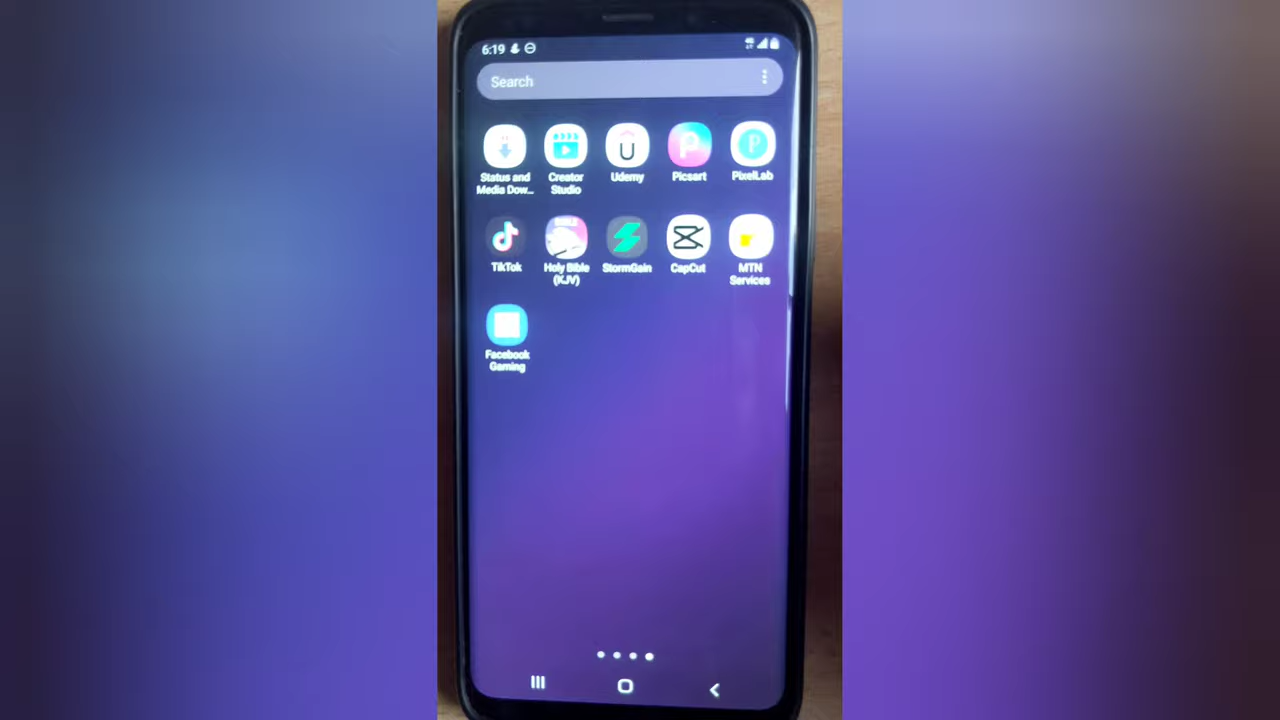 6:19
Search
Status and
Media Dow...
Creator
Studio
Udemy
Picsart
PixelLab
TikTok
Holy Bible
(KJV)
StormGain
CapCut
MTN
Services
Facebook
Gaming